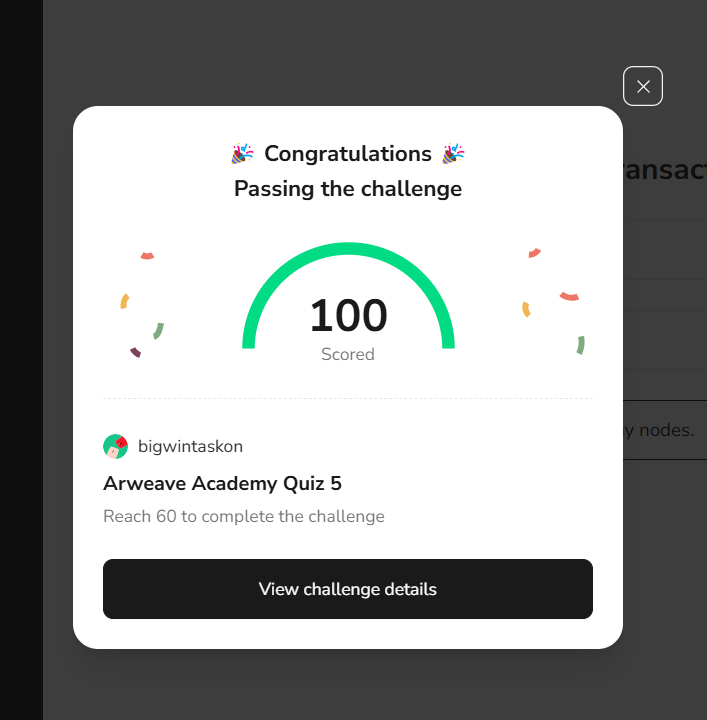 🎉 Congratulations 🎉
Passing the challenge
100
Scored
bigwintaskon
Arweave Academy Quiz 5
Reach 60 to complete the challenge
View challenge details
nodes.